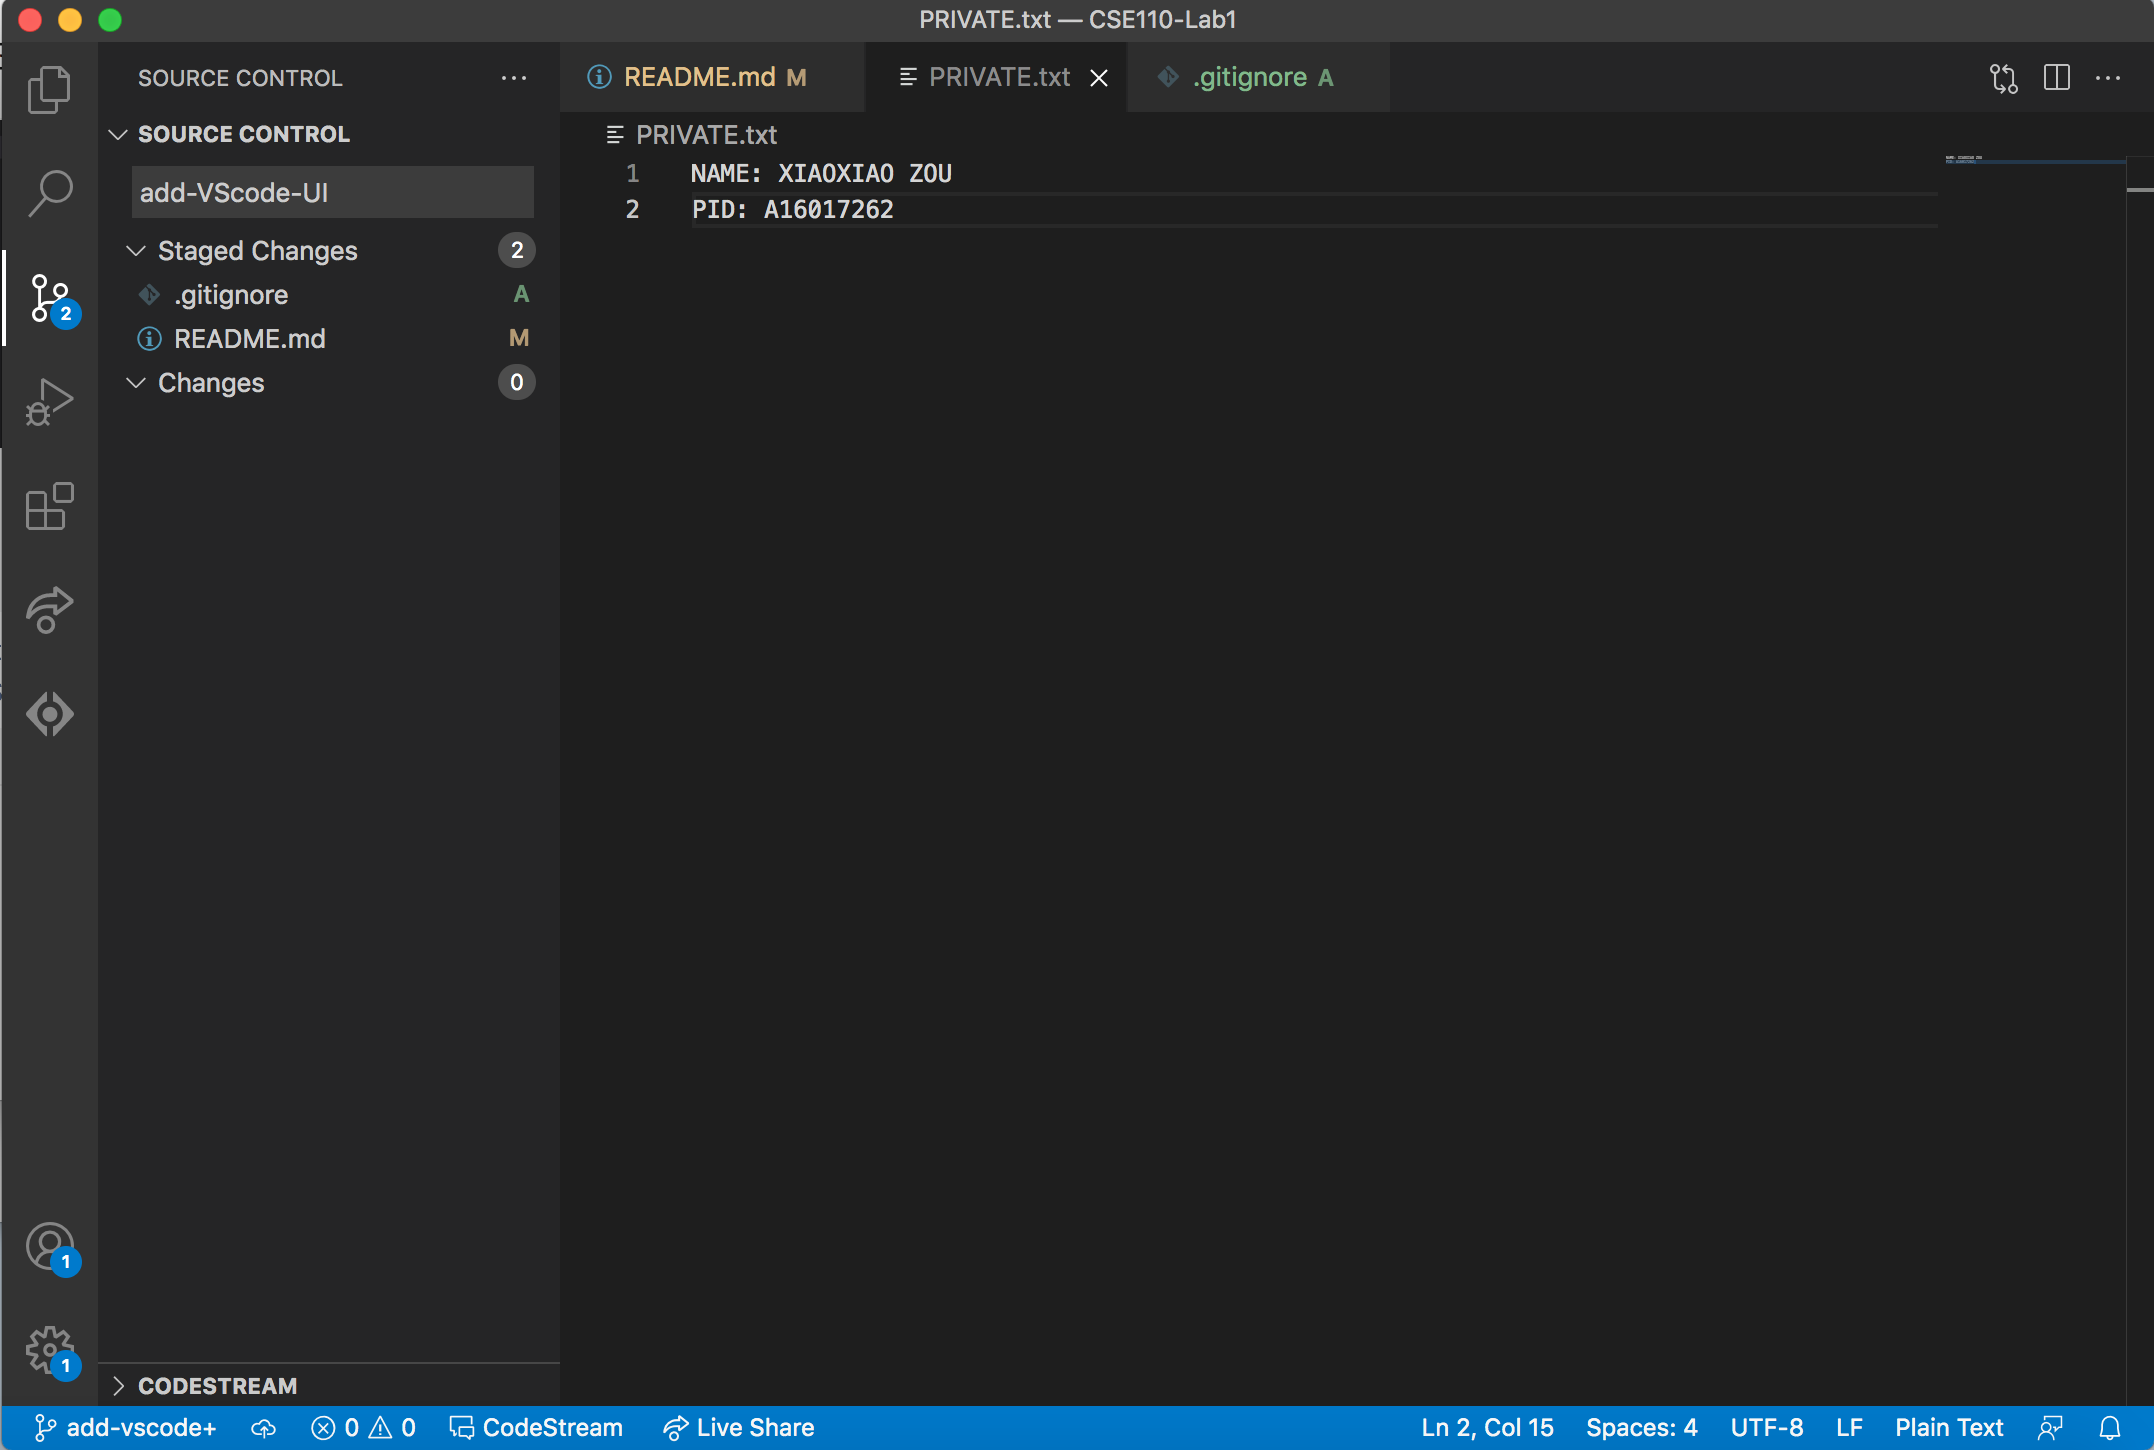 PRIVATE.txt — CSE110-Lab1
SOURCE CONTROL
README.md M
PRIVATE.txt
.gitignore A
SOURCE CONTROL
add-VScode-UI
Staged Changes 2
.gitignore A
README.md M
Changes 0
PRIVATE.txt
1 NAME: XIAOXIAO ZOU
2 PID: A16017262
2
1
1
CODESTREAM
add-vscode+ 0 0 CodeStream Live Share Ln 2, Col 15 Spaces: 4 UTF-8 LF Plain Text